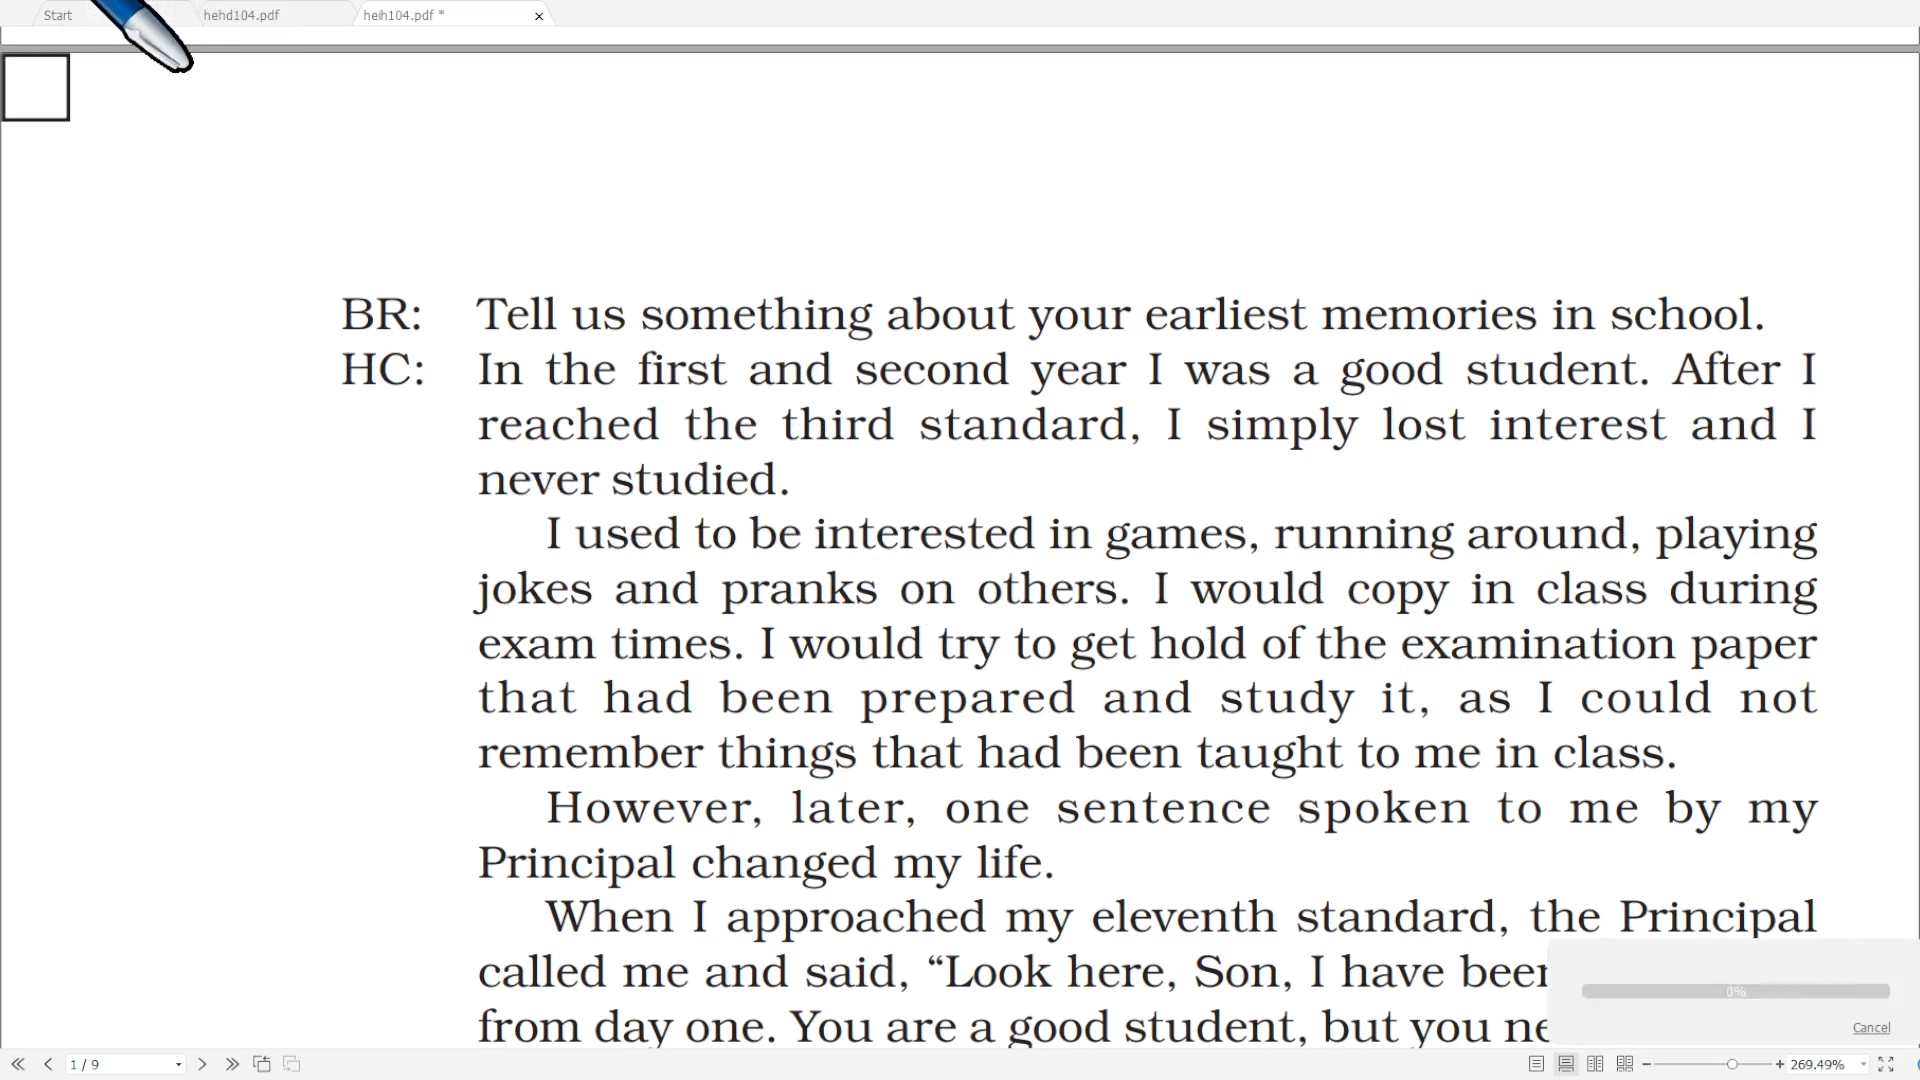 Start
hehd104.pdf
heih104.pdf *
BR: Tell us something about your earliest memories in school.
HC: In the first and second year I was a good student. After I
reached the third standard, I simply lost interest and I
never studied.
I used to be interested in games, running around, playing
jokes and pranks on others. I would copy in class during
exam times. I would try to get hold of the examination paper
that had been prepared and study it, as I could not
remember things that had been taught to me in class.
However, later, one sentence spoken to me by my
Principal changed my life.
When I approached my eleventh standard, the Principal
called me and said, “Look here, Son, I have
from day one. You are a good student, but you
0%
Cancel
1 / 9
269.49%